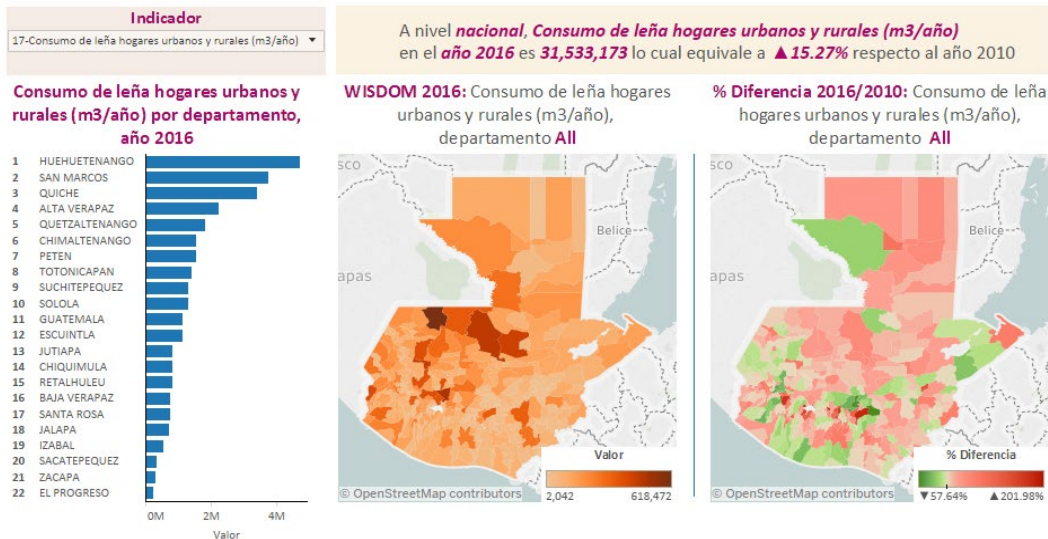 Indicador
17-Consumo de leña hogares urbanos y rurales (m3/año)
A nivel nacional, Consumo de leña hogares urbanos y rurales (m3/año)
en el año 2016 es 31,533,173 lo cual equivale a ▲15.27% respecto al año 2010
Consumo de leña hogares urbanos y
rurales (m3/año) por departamento,
año 2016
1 HUEHUETENANGO
2 SAN MARCOS
3 QUICHE
4 ALTA VERAPAZ
5 QUETZALTENANGO
6 CHIMALTENANGO
7 PETEN
8 TOTONICAPAN
9 SUCHITEPEQUEZ
10 SOLOLA
11 GUATEMALA
12 ESCUINTLA
13 JUTIAPA
14 CHIQUIMULA
15 RETALHULEU
16 BAJA VERAPAZ
17 SANTA ROSA
18 JALAPA
19 IZABAL
20 SACATEPEQUEZ
21 ZACAPA
22 EL PROGRESO
0M 2M 4M
Valor
WISDOM 2016: Consumo de leña hogares
urbanos y rurales (m3/año),
departamento All
sco
Belice
apas
Valor
2,042 618,472
© OpenStreetMap contributors
% Diferencia 2016/2010: Consumo de leña
hogares urbanos y rurales (m3/año),
departamento All
sco
Belice
apas
% Diferencia
▼57.64% ▲201.98%
© OpenStreetMap contributors